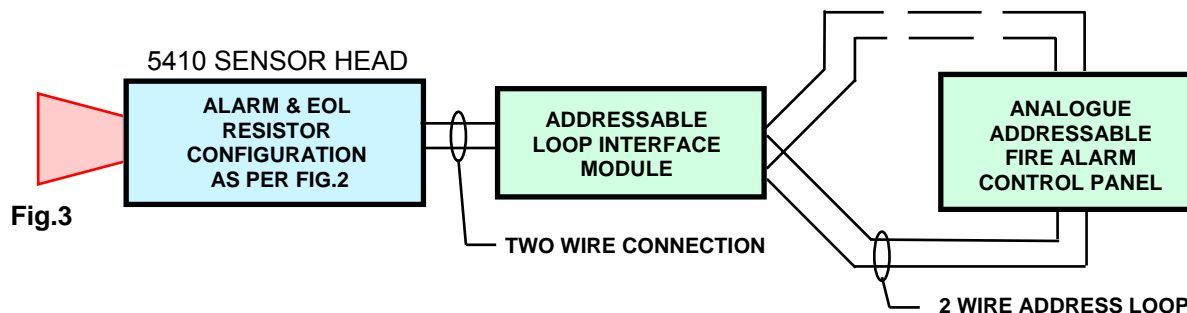 5410 SENSOR HEAD
ALARM & EOL
RESISTOR
CONFIGURATION
AS PER FIG.2
ADDRESSABLE
LOOP INTERFACE
MODULE
ANALOGUE
ADDRESSABLE
FIRE ALARM
CONTROL PANEL
Fig.3
TWO WIRE CONNECTION
2 WIRE ADDRESS LOOP